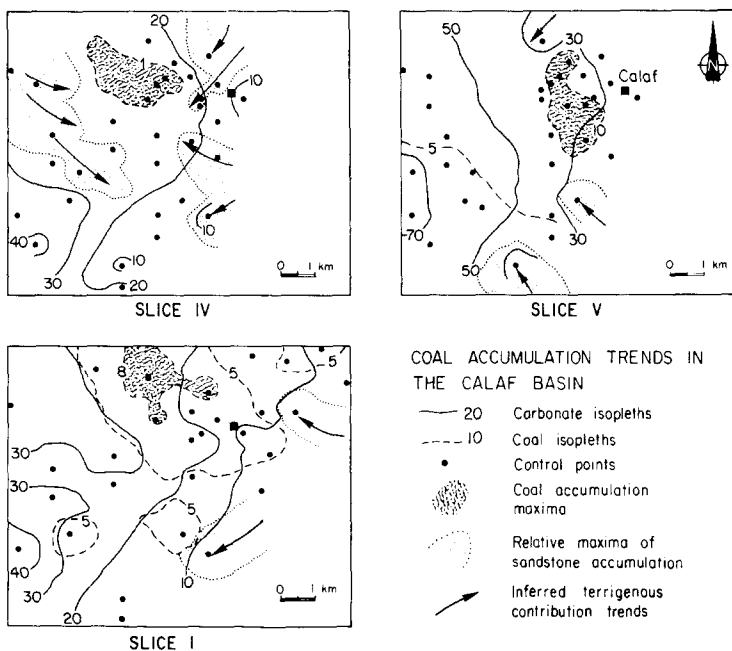 20
1
10
10
40
30
10
20
0 1 km
SLICE IV
50
30
N
Calaf
10
5
70
30
50
0 1 km
SLICE V
8
5
5
30
30
5
5
40
30
10
20
0 1 km
SLICE I
COAL ACCUMULATION TRENDS IN
THE CALAF BASIN
20 Carbonate isopleths
10 Coal isopleths
Control points
Coal accumulation
maxima
Relative maxima of
sandstone accumulation
Inferred terrigenous
contribution trends